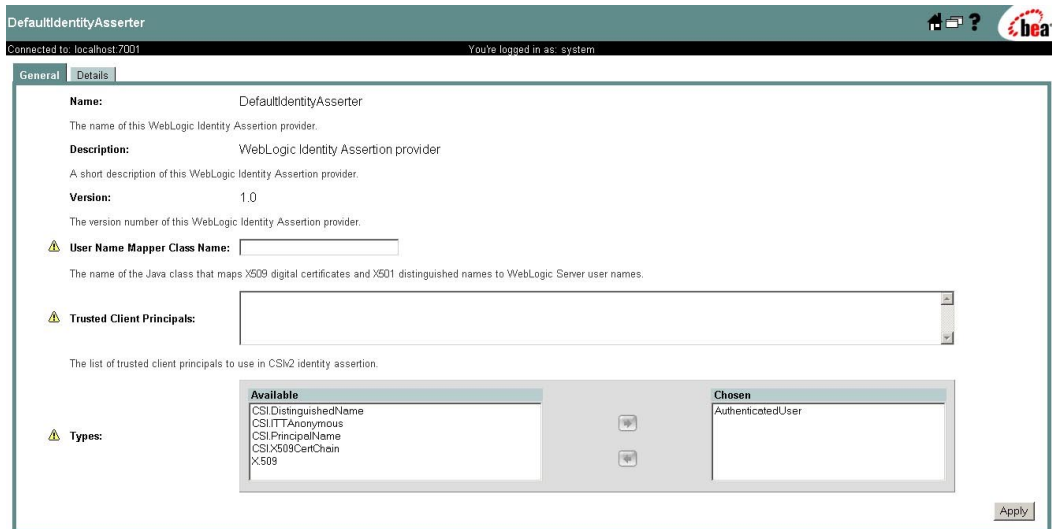 DefaultIdentityAsserter
?
bea
Connected to: localhost:7001
You're logged in as: system
General
Details
Name:
DefaultIdentityAsserter
The name of this WebLogic Identity Assertion provider.
Description:
WebLogic Identity Assertion provider
A short description of this WebLogic Identity Assertion provider.
Version:
1.0
The version number of this WebLogic Identity Assertion provider.
User Name Mapper Class Name:
The name of the Java class that maps X509 digital certificates and X501 distinguished names to WebLogic Server user names.
Trusted Client Principals:
The list of trusted client principals to use in CSIv2 identity assertion.
Types:
Available
CSI.DistinguishedName
CSI.ITTAnonymous
CSI.PrincipalName
CSI.X509CertChain
X.509
Chosen
AuthenticatedUser
Apply